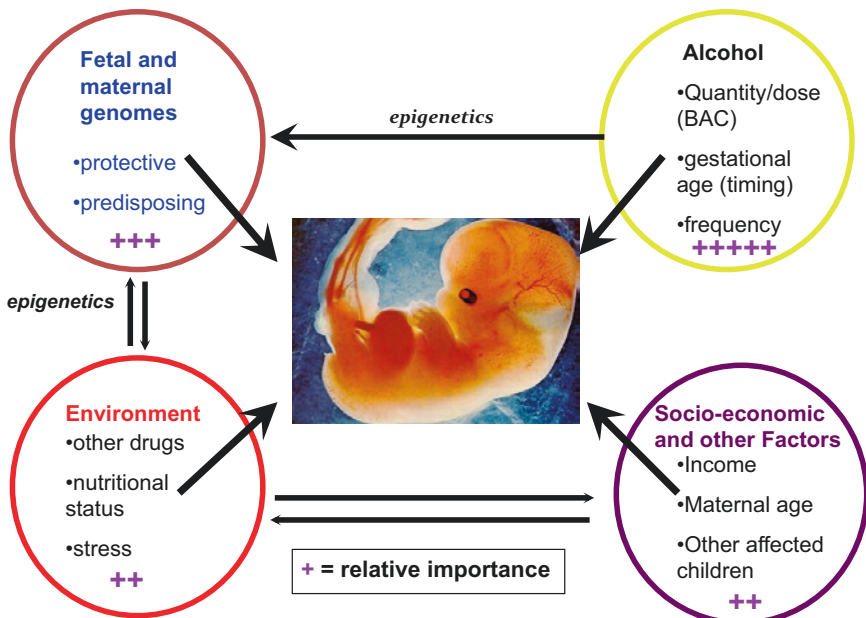 Fetal and
maternal
genomes
•protective
•predisposing
+++
epigenetics
Alcohol
•Quantity/dose
(BAC)
•gestational
age (timing)
•frequency
+++++
epigenetics
Environment
•other drugs
•nutritional
status
•stress
++
Socio-economic
and other Factors
•Income
•Maternal age
•Other affected
children
++
+ = relative importance